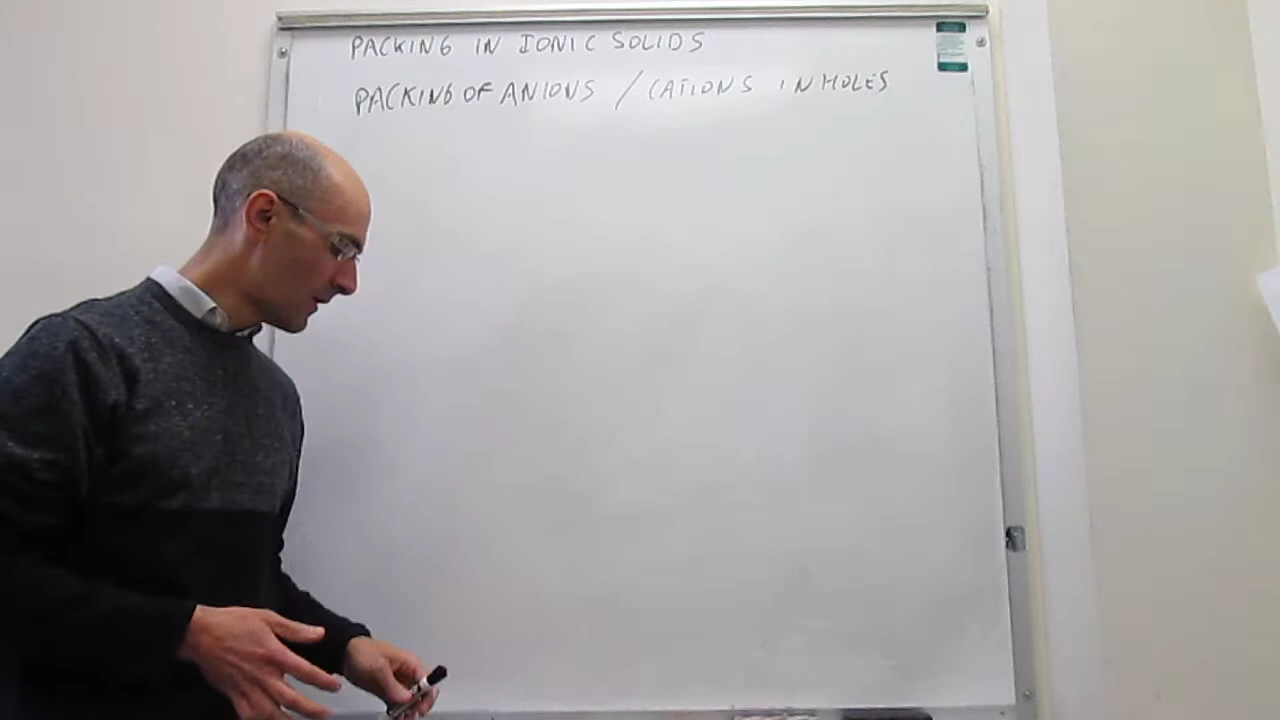 PACKING IN IONIC SOLIDS
PACKING OF ANIONS / CATIONS IN HOLES